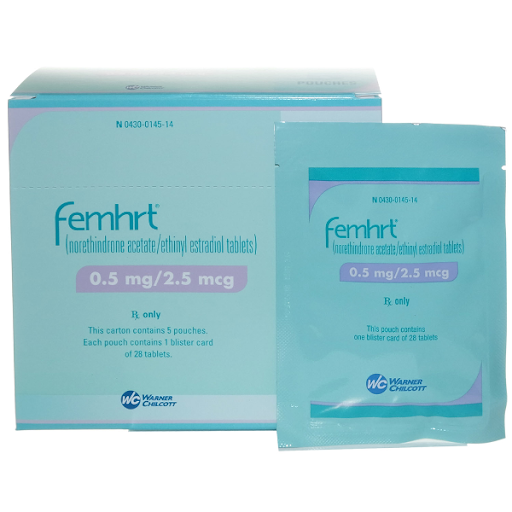 WARNER CHILCOTT
N 0430-0145-14
femhrt®
(norethindrone acetate/ethinyl estradiol tablets)
0.5 mg/2.5 mcg
℞ only
This carton contains 5 pouches.
Each pouch contains 1 blister card
of 28 tablets.
WC WARNER
CHILCOTT
N 0430-0145-14
femhrt®
(norethindrone acetate/ethinyl estradiol tablets)
0.5 mg/2.5 mcg
℞ only
This pouch contains
one blister card of 28 tablets
WC WARNER
CHILCOTT